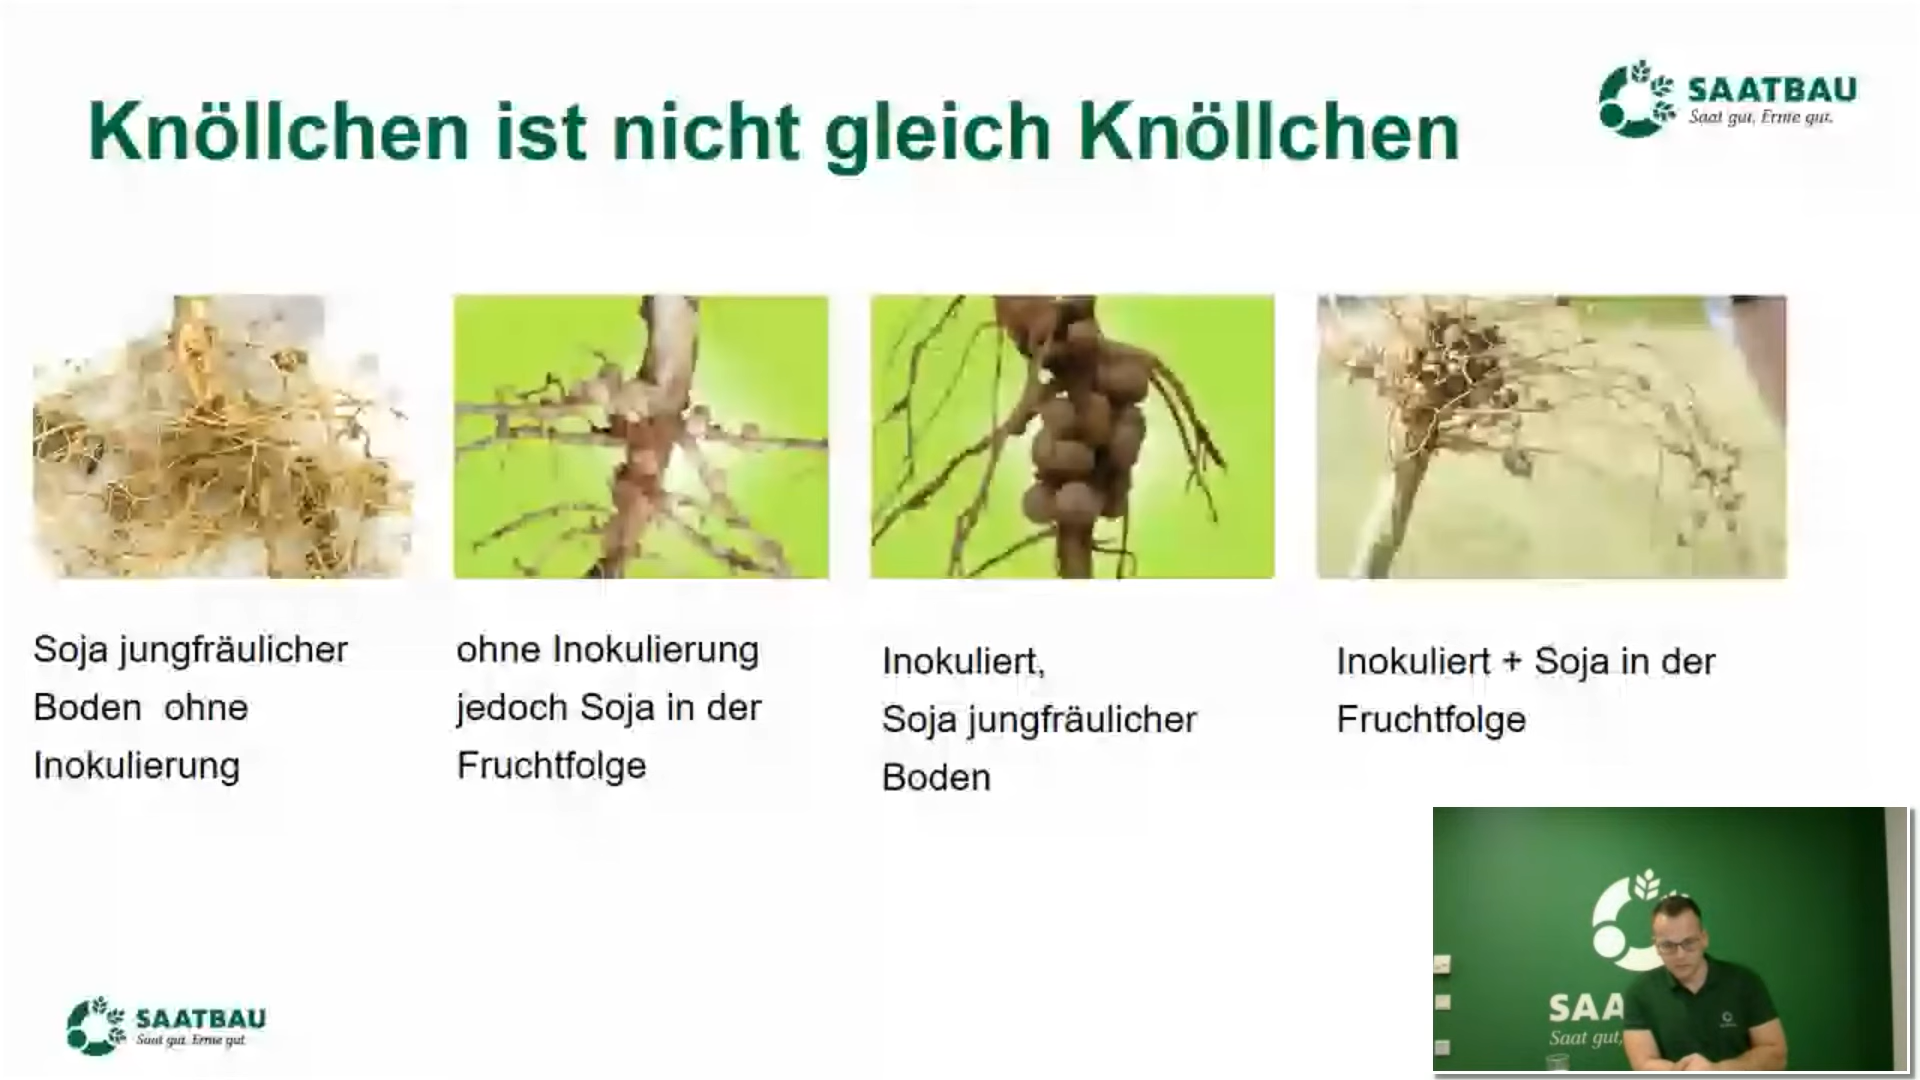 Knöllchen ist nicht gleich Knöllchen
SAATBAU
Saat gut, Ernte gut.
Soja jungfräulicher
Boden ohne
Inokulierung
ohne Inokulierung
jedoch Soja in der
Fruchtfolge
Inokuliert,
Soja jungfräulicher
Boden
Inokuliert + Soja in der
Fruchtfolge
SAATBAU
Saat gut, Ernte gut.
SAA
Saat gut,